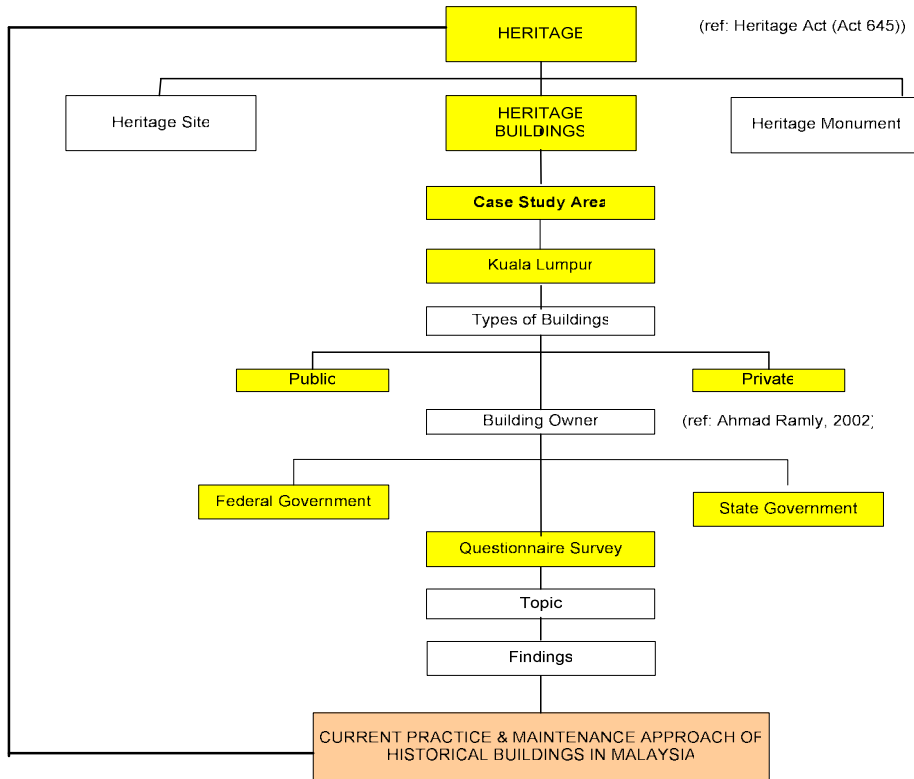 HERITAGE
(ref: Heritage Act (Act 645))
Heritage Site
HERITAGE
BUILDINGS
Heritage Monument
Case Study Area
Kuala Lumpur
Types of Buildings
Public
Private
Building Owner
(ref: Ahmad Ramly, 2002)
Federal Government
State Government
Questionnaire Survey
Topic
Findings
CURRENT PRACTICE & MAINTENANCE APPROACH OF
HISTORICAL BUILDINGS IN MALAYSIA